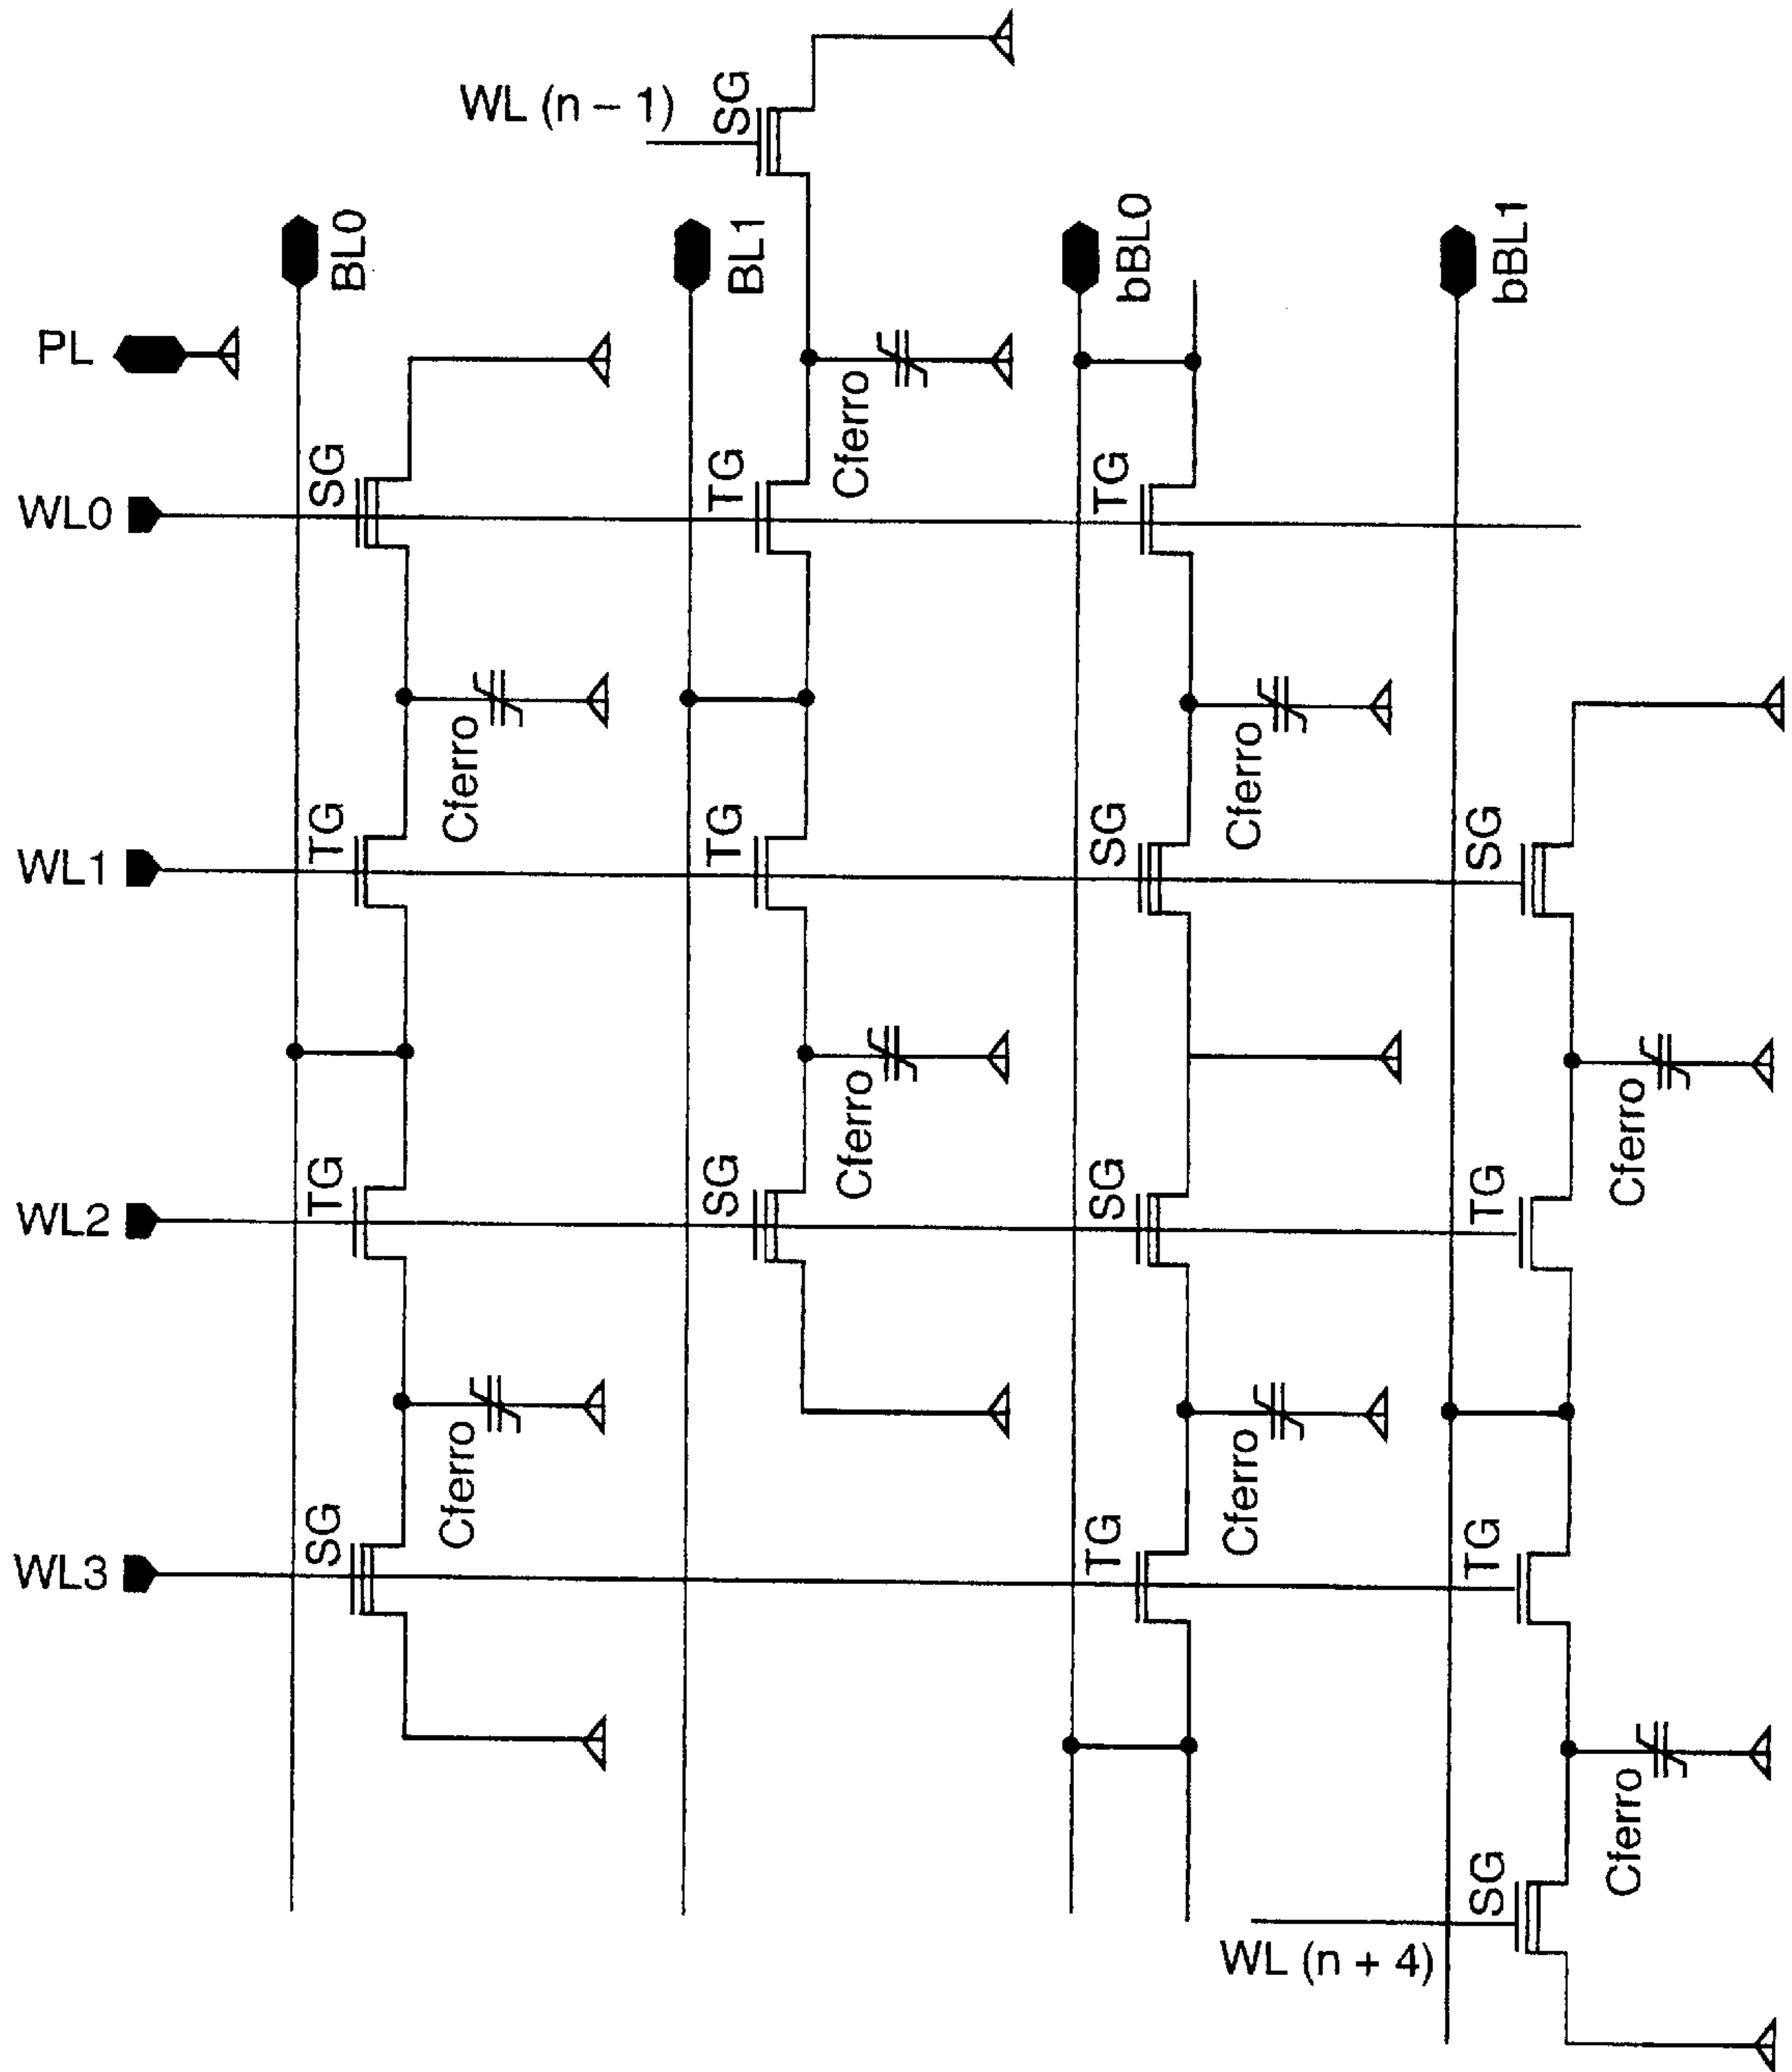 WL (n – 1)
SG
BL0
BL1
bBL0
bBL1
PL
SG
Cferro
WL0
TG
TG
Cferro
Cferro
TG
TG
SG
SG
WL1
Cferro
Cferro
TG
SG
SG
TG
WL2
Cferro
Cferro
SG
TG
TG
WL3
Cferro
SG
WL (n + 4)